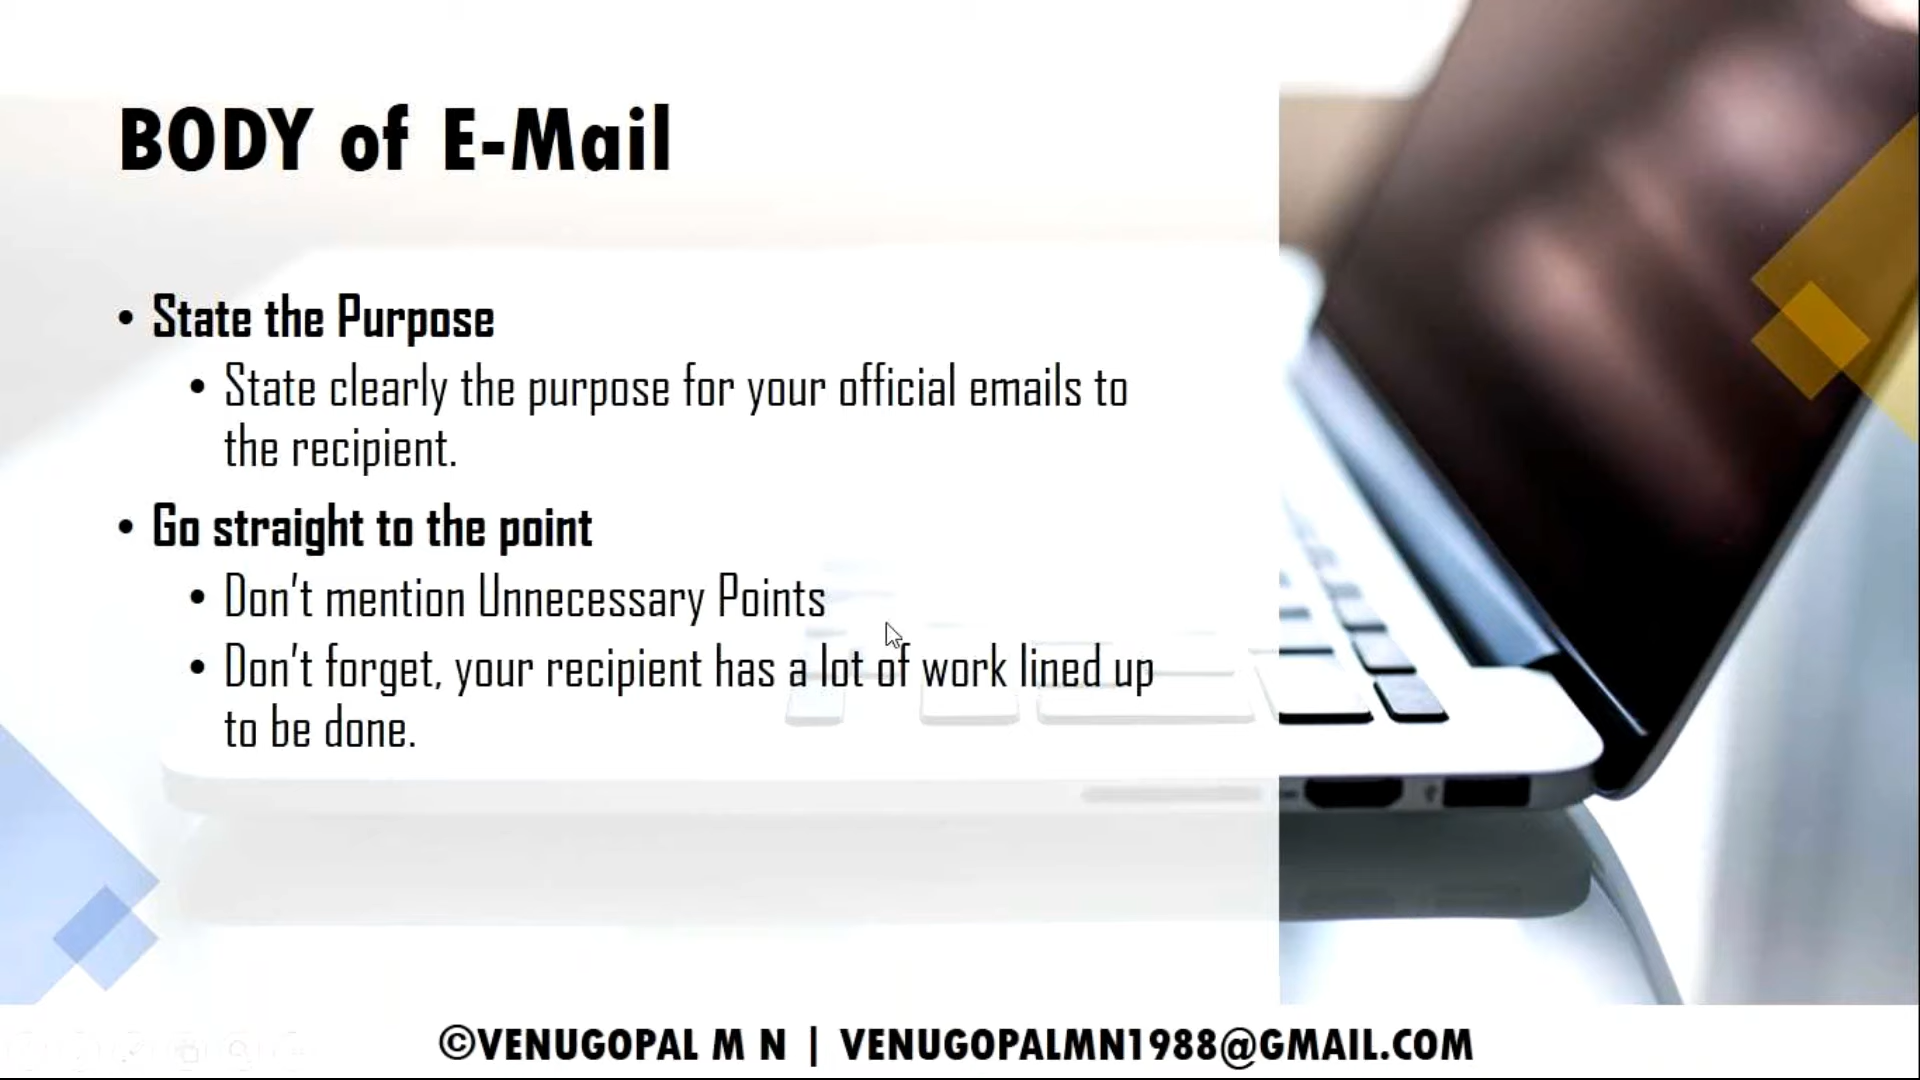 BODY of E-Mail
• State the Purpose
• State clearly the purpose for your official emails to
the recipient.
• Go straight to the point
• Don't mention Unnecessary Points
• Don't forget, your recipient has a lot of work lined up
to be done.
©VENUGOPAL M N | VENUGOPALMN1988@GMAIL.COM